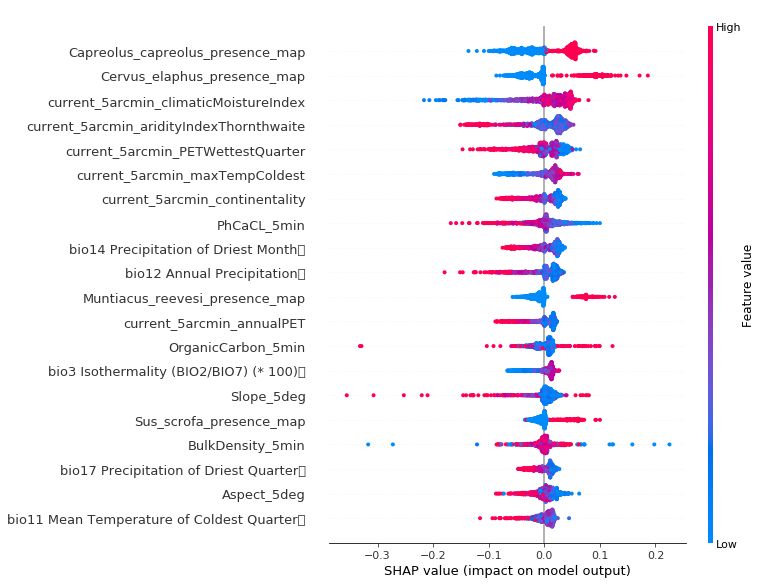 High
Capreolus_capreolus_presence_map
Cervus_elaphus_presence_map
current_5arcmin_climaticMoistureIndex
current_5arcmin_aridityIndexThornthwaite
current_5arcmin_PETWettestQuarter
current_5arcmin_maxTempColdest
current_5arcmin_continentality
PhCaCL_5min
bio14 Precipitation of Driest Month▯
bio12 Annual Precipitation▯
Muntiacus_reevesi_presence_map
current_5arcmin_annualPET
OrganicCarbon_5min
bio3 Isothermality (BIO2/BIO7) (* 100)▯
Slope_5deg
Sus_scrofa_presence_map
BulkDensity_5min
bio17 Precipitation of Driest Quarter▯
Aspect_5deg
bio11 Mean Temperature of Coldest Quarter▯
Feature value
Low
−0.3 −0.2 −0.1 0.0 0.1 0.2
SHAP value (impact on model output)